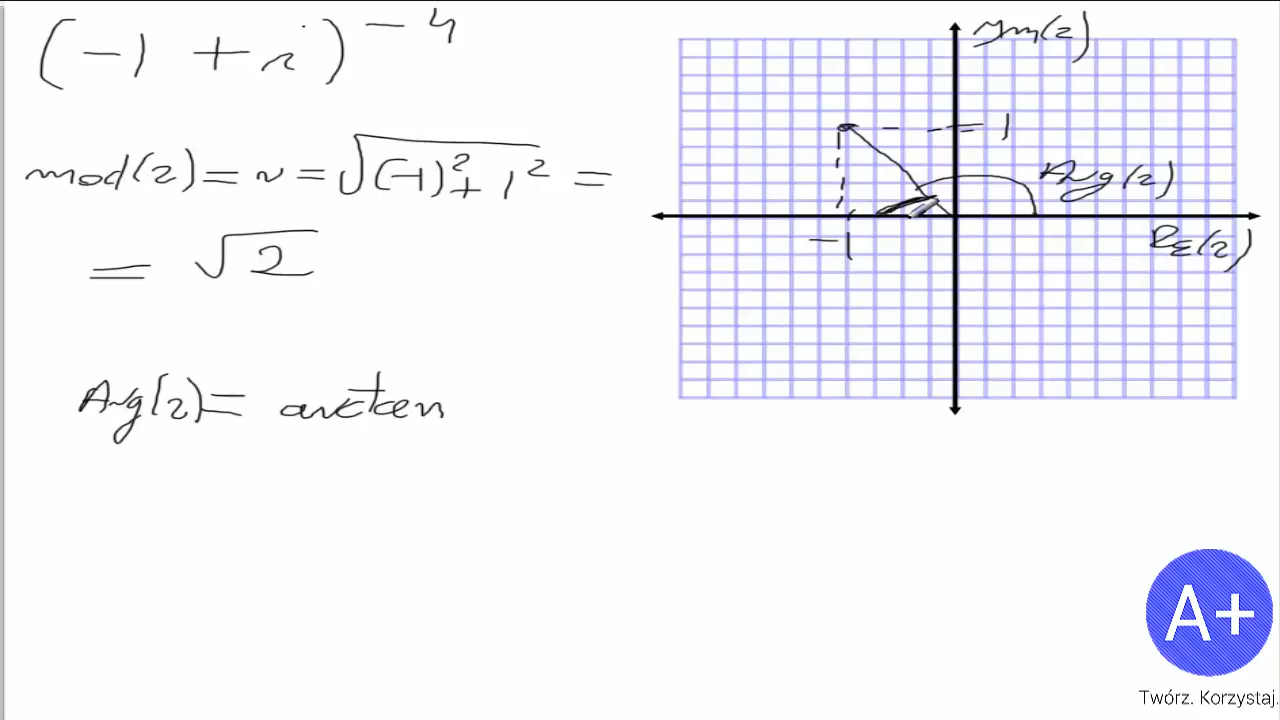 (-1 + i)^-4
mod(z) = r = √(-1)²+ 1² =
= √2
Arg(z) = arctan
Im(z)
1
Arg(z)
-1
Re(z)
A+
Twórz. Korzystaj.